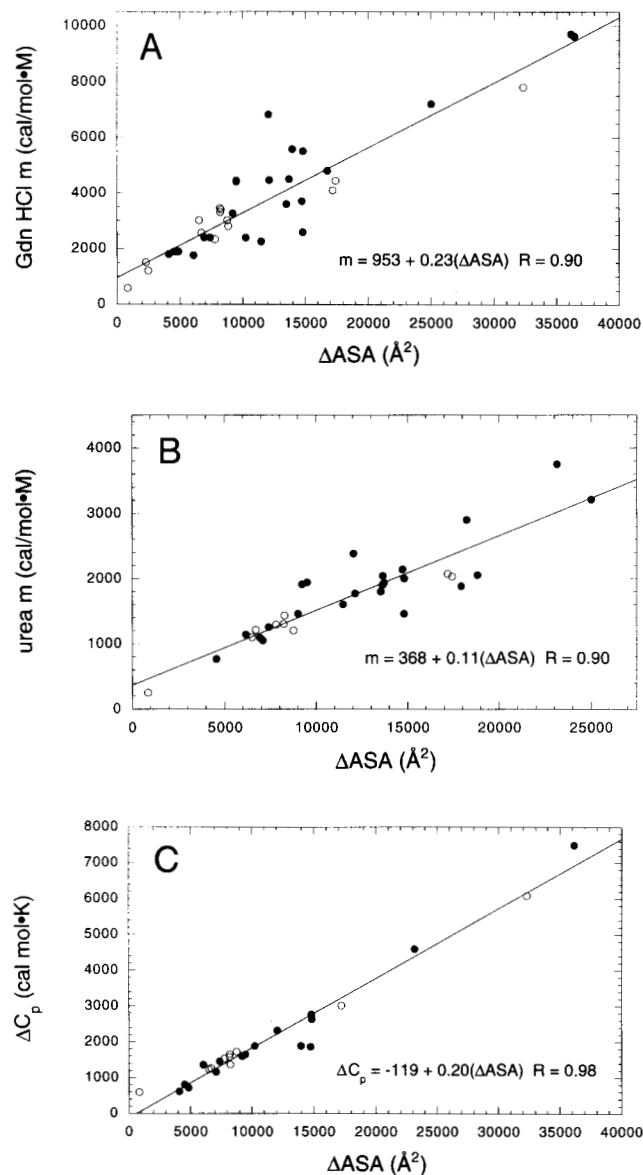 A
Gdn HCl m (cal/mol•M)
10000
8000
6000
4000
2000
0
m = 953 + 0.23(ΔASA) R = 0.90
0 5000 10000 15000 20000 25000 30000 35000 40000
ΔASA (Å²)
B
urea m (cal/mol•M)
4000
3000
2000
1000
0
m = 368 + 0.11(ΔASA) R = 0.90
0 5000 10000 15000 20000 25000
ΔASA (Å²)
C
ΔCp (cal mol•K)
8000
7000
6000
5000
4000
3000
2000
1000
0
ΔCp = -119 + 0.20(ΔASA) R = 0.98
0 5000 10000 15000 20000 25000 30000 35000 40000
ΔASA (Å²)